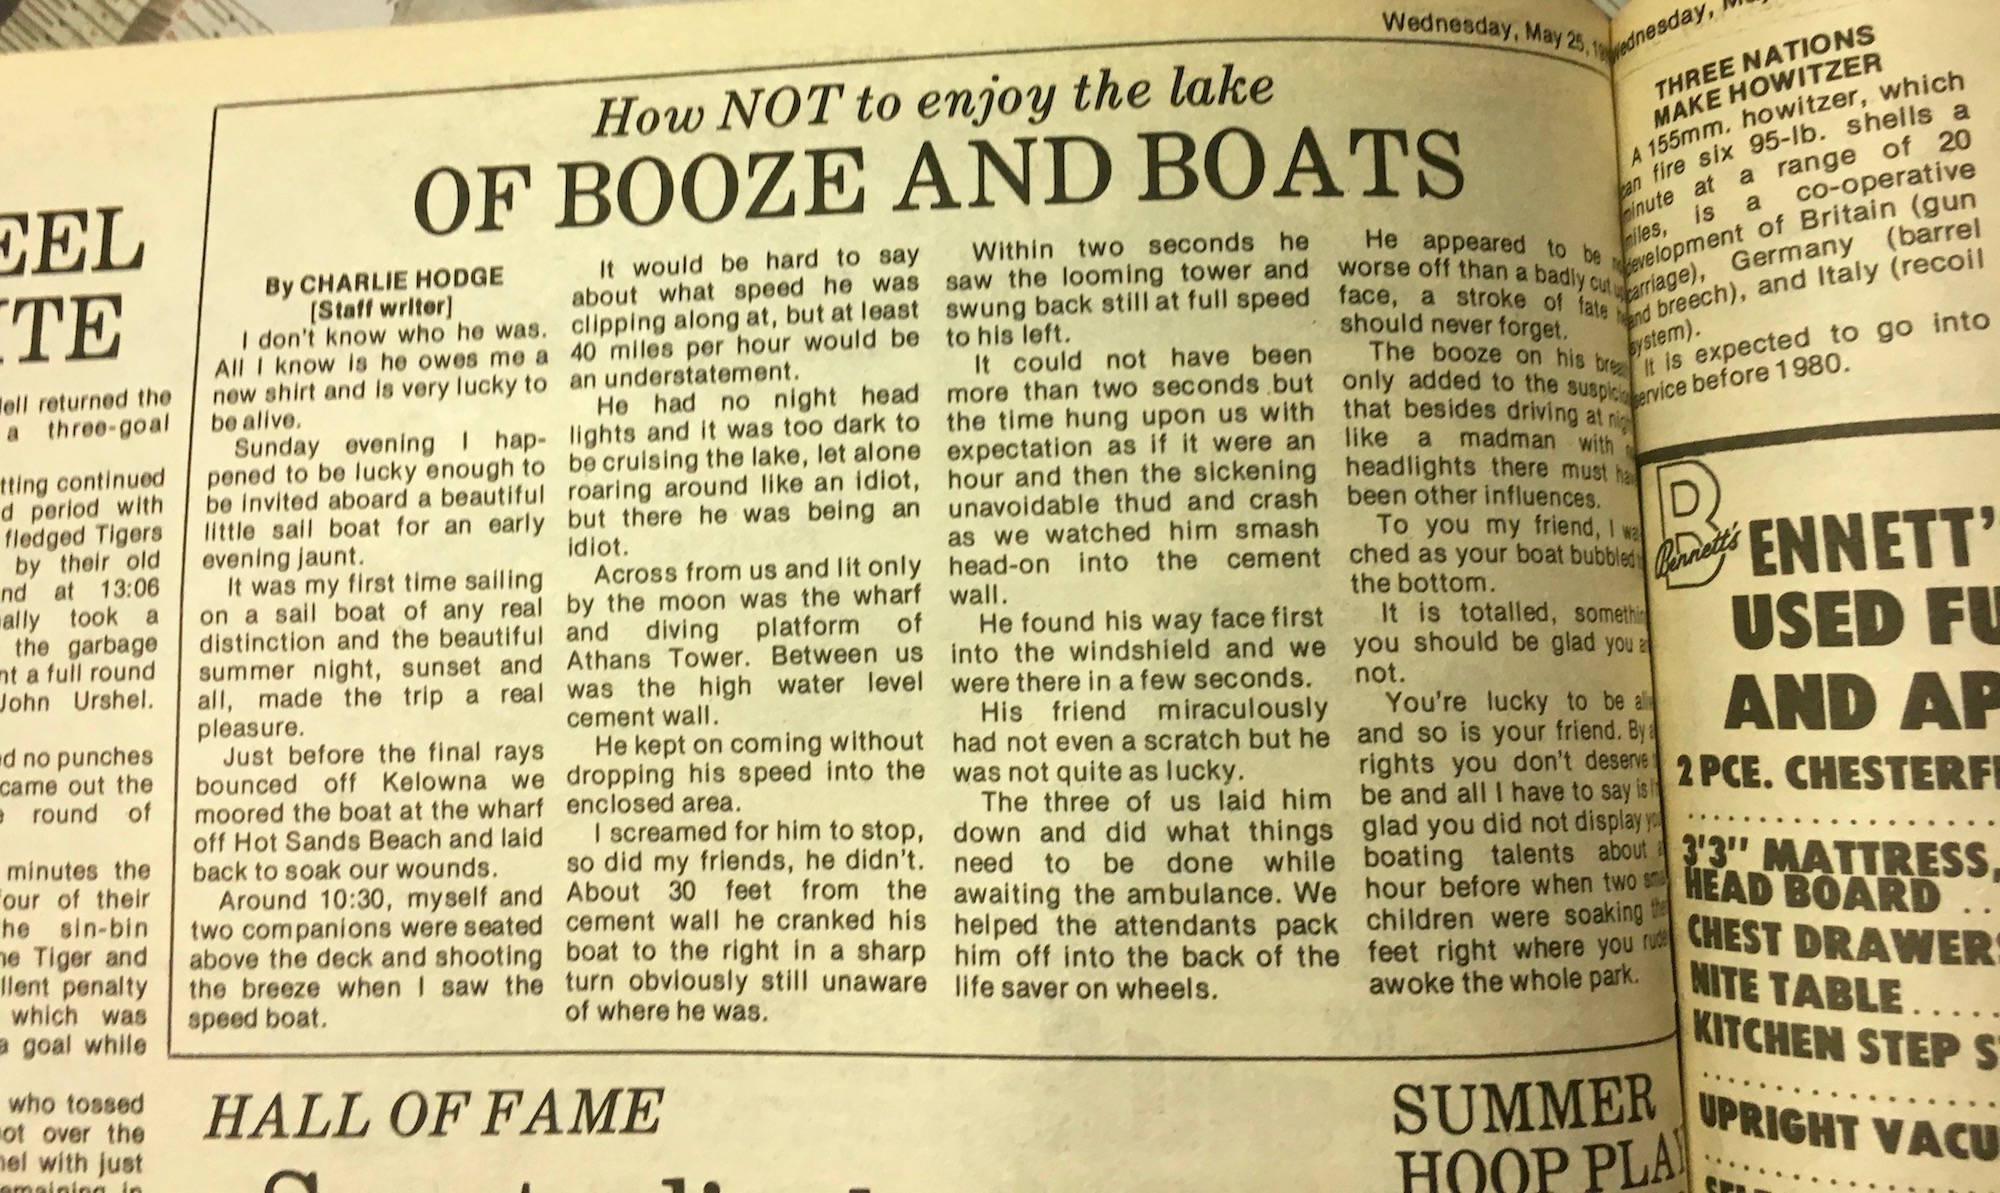 EEL
ITE
ell returned the
a three-goal
tting continued
d period with
fledged Tigers
by their old
nd at 13:06
ally took a
the garbage
nt a full round
John Urshel.
d no punches
came out the
round of
minutes the
our of their
he sin-bin
he Tiger and
llent penalty
which was
a goal while
who tossed
ot over the
nel with just
emaining in
Wednesday, May 25, 19
How NOT to enjoy the lake
OF BOOZE AND BOATS
By CHARLIE HODGE
[Staff writer]
I don't know who he was.
All I know is he owes me a
new shirt and is very lucky to
be alive.
Sunday evening I hap-
pened to be lucky enough to
be invited aboard a beautiful
little sail boat for an early
evening jaunt.
It was my first time sailing
on a sail boat of any real
distinction and the beautiful
summer night, sunset and
all, made the trip a real
pleasure.
Just before the final rays
bounced off Kelowna we
moored the boat at the wharf
off Hot Sands Beach and laid
back to soak our wounds.
Around 10:30, myself and
two companions were seated
above the deck and shooting
the breeze when I saw the
speed boat.
It would be hard to say
about what speed he was
clipping along at, but at least
40 miles per hour would be
an understatement.
He had no night head
lights and it was too dark to
be cruising the lake, let alone
roaring around like an idiot,
but there he was being an
idiot.
Across from us and lit only
by the moon was the wharf
and diving platform of
Athans Tower. Between us
was the high water level
cement wall.
He kept on coming without
dropping his speed into the
enclosed area.
I screamed for him to stop,
so did my friends, he didn't.
About 30 feet from the
cement wall he cranked his
boat to the right in a sharp
turn obviously still unaware
of where he was.
Within two seconds he
saw the looming tower and
swung back still at full speed
to his left.
It could not have been
more than two seconds but
the time hung upon us with
expectation as if it were an
hour and then the sickening
unavoidable thud and crash
as we watched him smash
head-on into the cement
wall.
He found his way face first
into the windshield and we
were there in a few seconds.
His friend miraculously
had not even a scratch but he
was not quite as lucky.
The three of us laid him
down and did what things
need to be done while
awaiting the ambulance. We
helped the attendants pack
him off into the back of the
life saver on wheels.
He appeared to be
worse off than a badly cut
face, a stroke of fate
should never forget.
The booze on his
only added to the
that besides driving at
like a madman with
headlights there must
been other influences.
To you my friend, I
ched as your boat bubbled
the bottom.
It is totalled,
you should be glad you
not.
You're lucky to be
and so is your friend. By
rights you don't deserve
be and all I have to say is
glad you did not display
boating talents about
hour before when two
children were soaking
feet right where you
awoke the whole park.
HALL OF FAME
SUMMER
HOOP PLA
THREE NATIONS
MAKE HOWITZER
A 155mm. howitzer, which
can fire six 95-lb. shells a
minute at a range of 20
miles, is a co-operative
development of Britain (gun
carriage), Germany (barrel
and breech), and Italy (recoil
system).
It is expected to go into
service before 1980.
B
Bennett's
ENNETT'
USED FU
AND AP
2 PCE. CHESTERFI
3'3" MATTRESS,
HEAD BOARD
CHEST DRAWERS
NITE TABLE
KITCHEN STEP S
UPRIGHT VACU